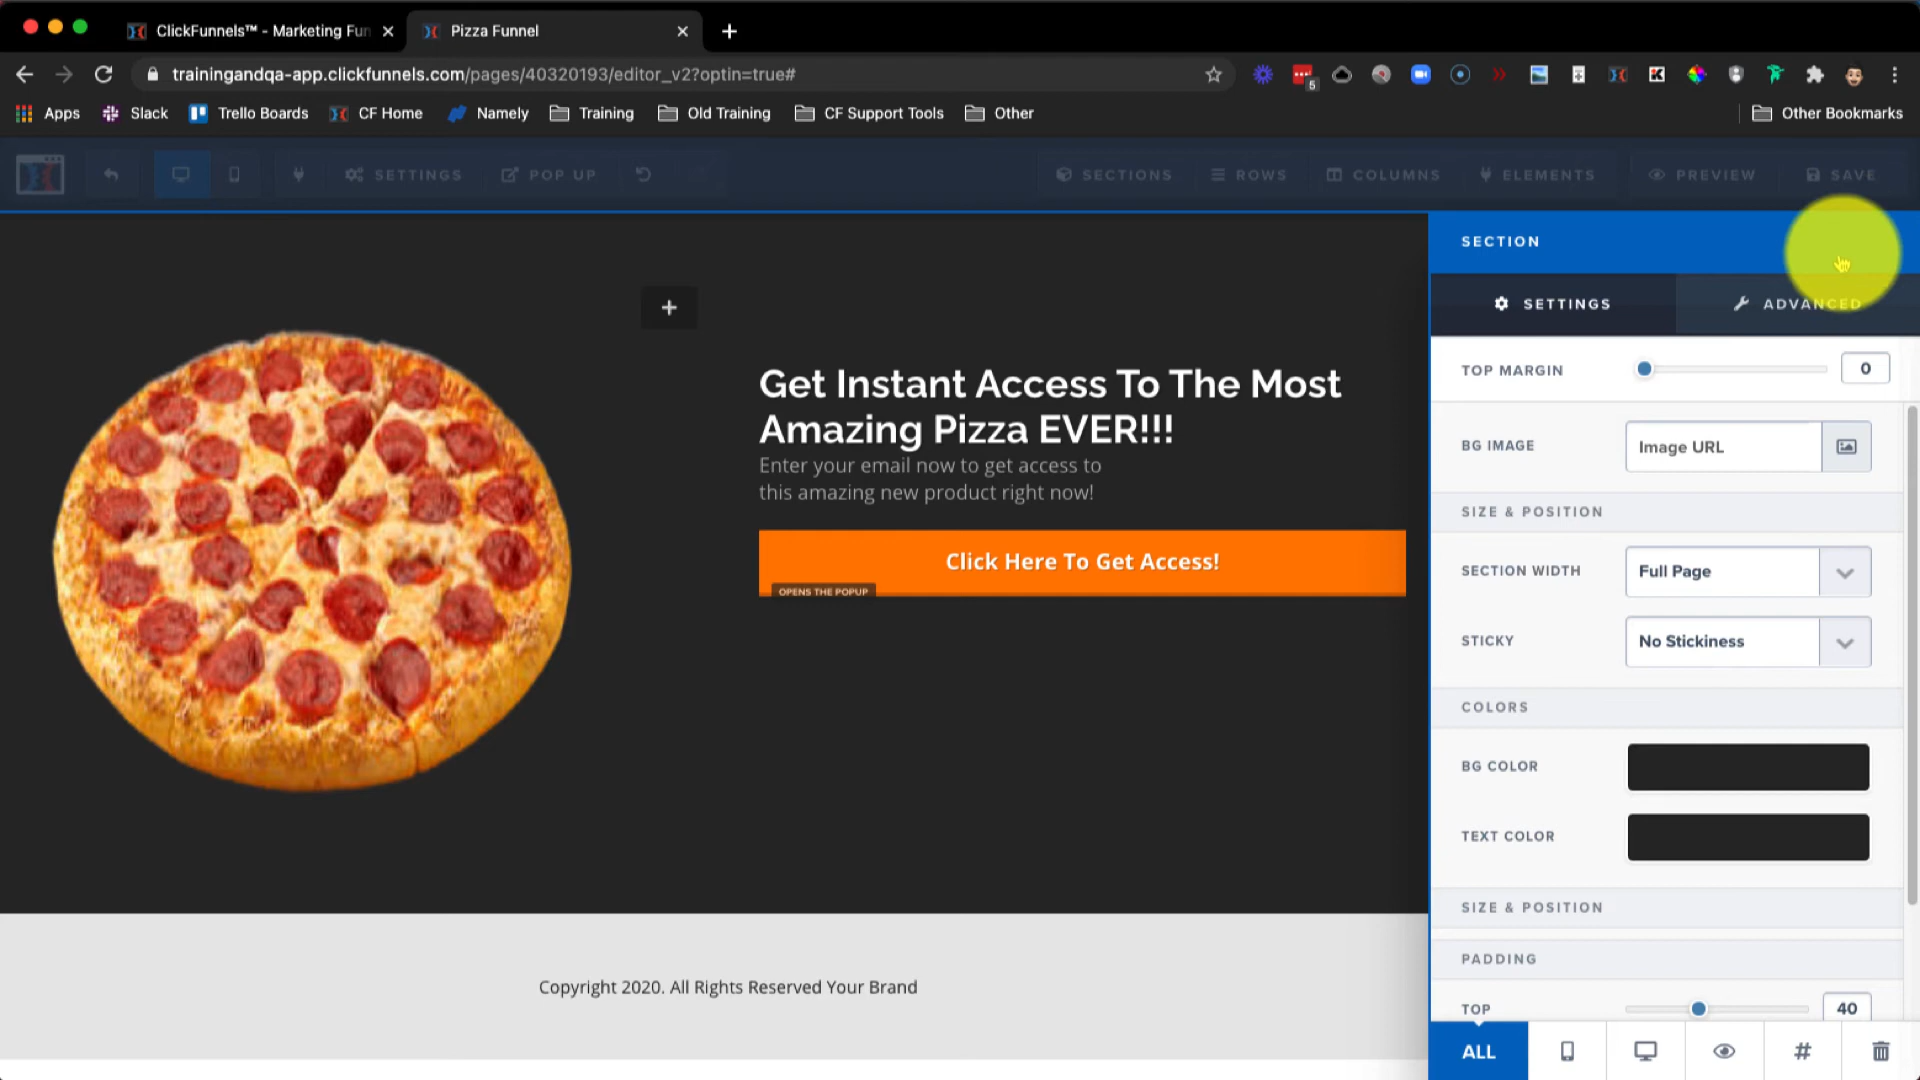 ClickFunnels™ - Marketing Fun
Pizza Funnel
trainingandqa-app.clickfunnels.com/pages/40320193/editor_v2?optin=true#
5
Apps
Slack
Trello Boards
CF Home
Namely
Training
Old Training
CF Support Tools
Other
Other Bookmarks
SETTINGS
POP UP
SECTIONS
ROWS
COLUMNS
ELEMENTS
PREVIEW
SAVE
SECTION
SETTINGS
ADVANCED
Get Instant Access To The Most
Amazing Pizza EVER!!!
Enter your email now to get access to
this amazing new product right now!
Click Here To Get Access!
OPENS THE POPUP
Copyright 2020. All Rights Reserved Your Brand
TOP MARGIN
0
BG IMAGE
Image URL
SIZE & POSITION
SECTION WIDTH
Full Page
STICKY
No Stickiness
COLORS
BG COLOR
TEXT COLOR
SIZE & POSITION
PADDING
TOP
40
ALL
#